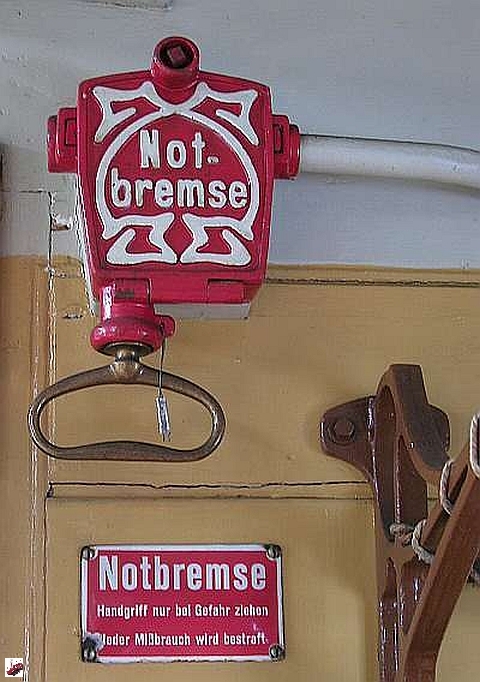 Not-
bremse
Notbremse
Handgriff nur bei Gefahr ziehen
Jeder Mißbrauch wird bestraft